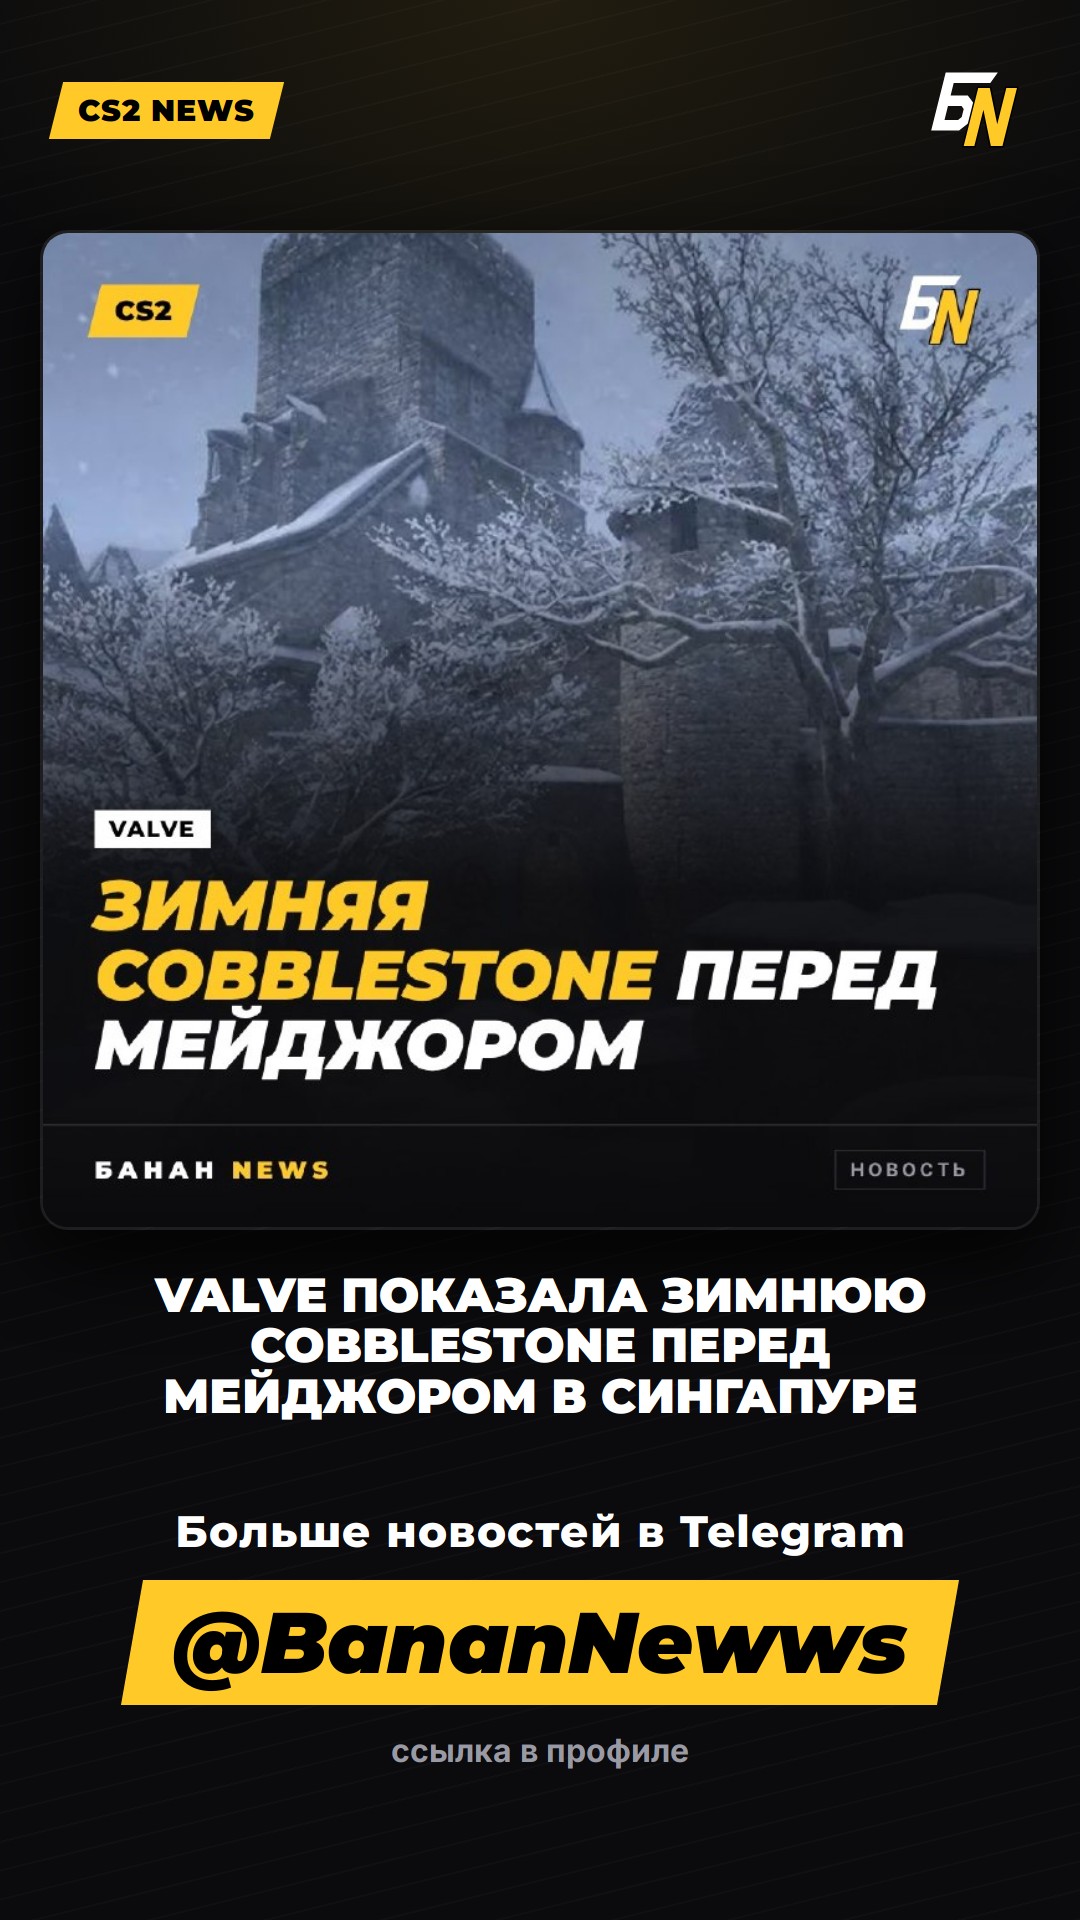 CS2 NEWS
БN
CS2
БN
VALVE
ЗИМНЯЯ
COBBLESTONE ПЕРЕД
МЕЙДЖОРОМ
БАНАН NEWS
НОВОСТЬ
VALVE ПОКАЗАЛА ЗИМНЮЮ
COBBLESTONE ПЕРЕД
МЕЙДЖОРОМ В СИНГАПУРЕ
Больше новостей в Telegram
@BananNewws
ссылка в профиле